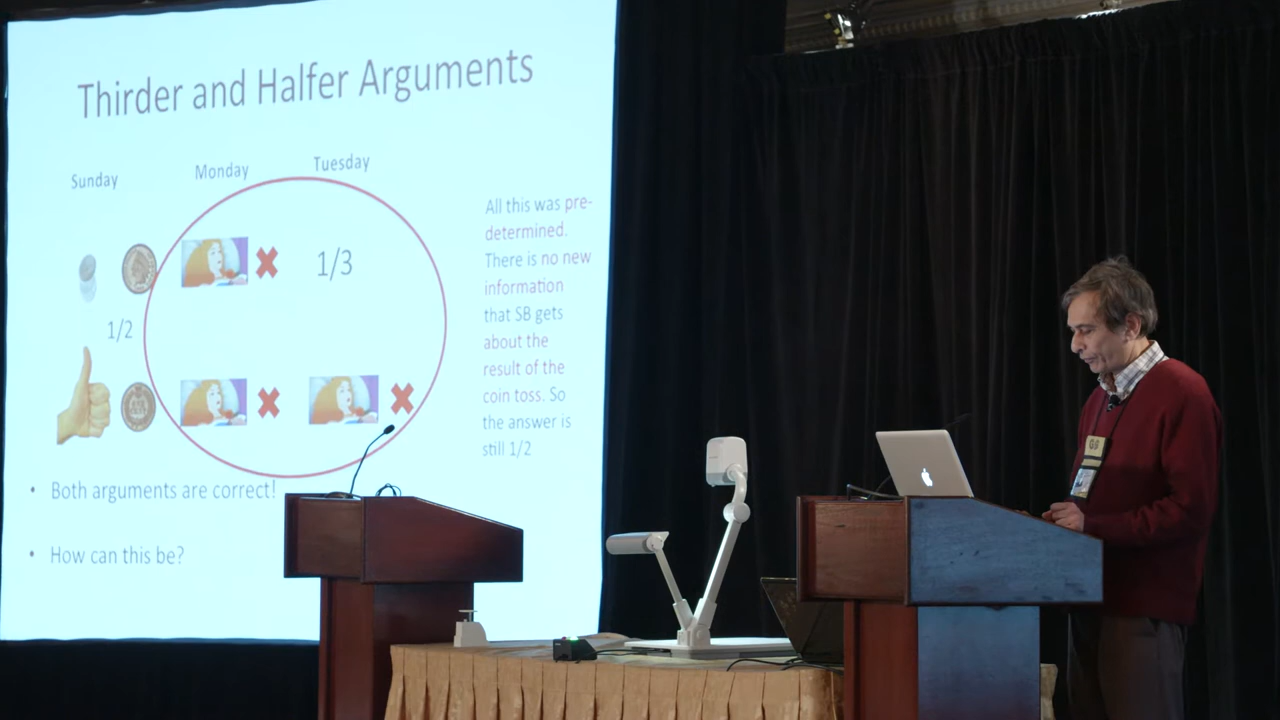 Thirder and Halfer Arguments
Sunday
Monday
Tuesday
1/3
1/2
All this was pre-
determined.
There is no new
information
that SB gets
about the
result of the
coin toss. So
the answer is
still 1/2
• Both arguments are correct!
• How can this be?